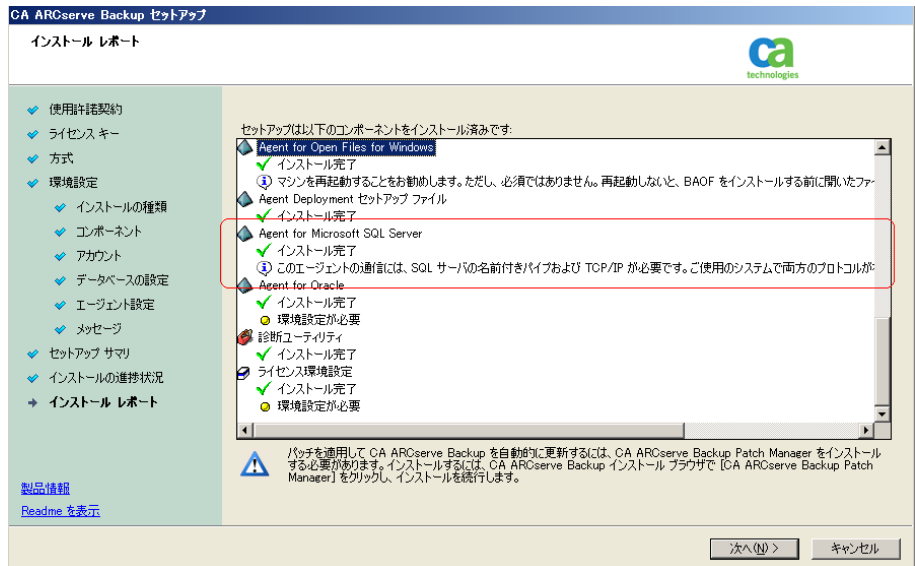 CA ARCserve Backup セットアップ
インストール レポート
ca
technologies
使用許諾契約
ライセンス キー
方式
環境設定
インストールの種類
コンポーネント
アカウント
データベースの設定
エージェント設定
メッセージ
セットアップ サマリ
インストールの進捗状況
インストール レポート
製品情報
Readme を表示
セットアップは以下のコンポーネントをインストール済みです:
Agent for Open Files for Windows
インストール完了
マシンを再起動することをお勧めします。ただし、必須ではありません。再起動しないと、BAOF をインストールする前に開いたファ
Agent Deployment セットアップ ファイル
インストール完了
Agent for Microsoft SQL Server
インストール完了
このエージェントの通信には、SQL サーバの名前付きパイプおよび TCP/IP が必要です。ご使用のシステムで両方のプロトコルが
Agent for Oracle
インストール完了
環境設定が必要
診断ユーティリティ
インストール完了
ライセンス環境設定
インストール完了
環境設定が必要
パッチを適用して CA ARCserve Backup を自動的に更新するには、CA ARCserve Backup Patch Manager をインストール
する必要があります。インストールするには、CA ARCserve Backup インストール ブラウザで [CA ARCserve Backup Patch
Manager] をクリックし、インストールを続行します。
次へ(N) >
キャンセル